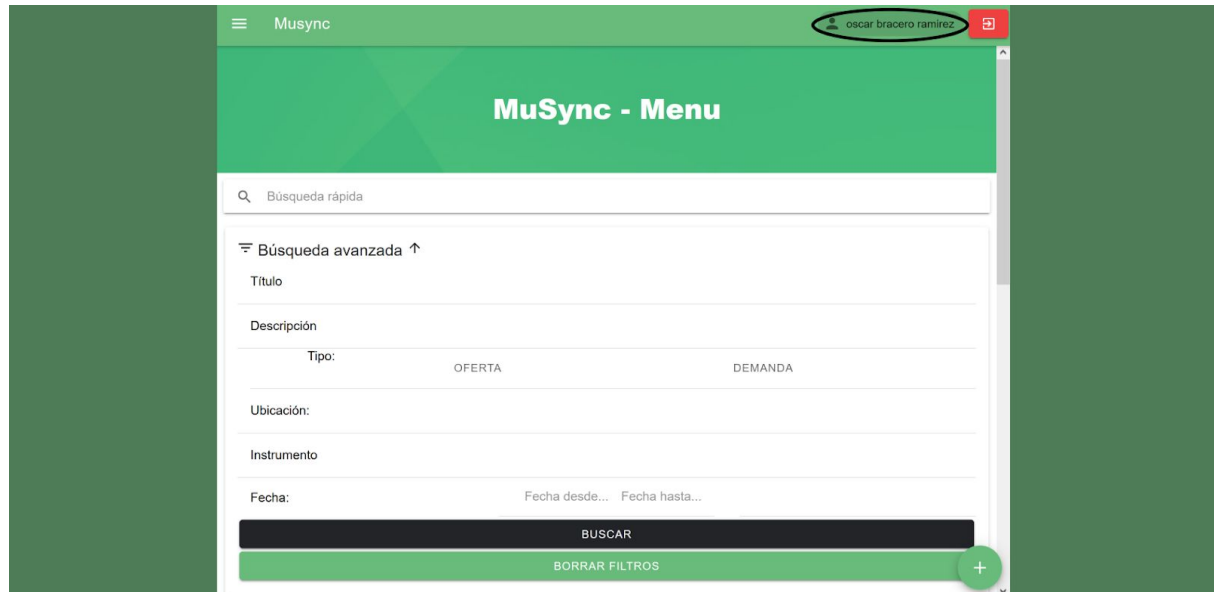 Musync
oscar bracero ramirez
MuSync - Menu
Búsqueda rápida
Búsqueda avanzada
Título
Descripción
Tipo:
OFERTA DEMANDA
Ubicación:
Instrumento
Fecha: Fecha desde... Fecha hasta...
BUSCAR
BORRAR FILTROS